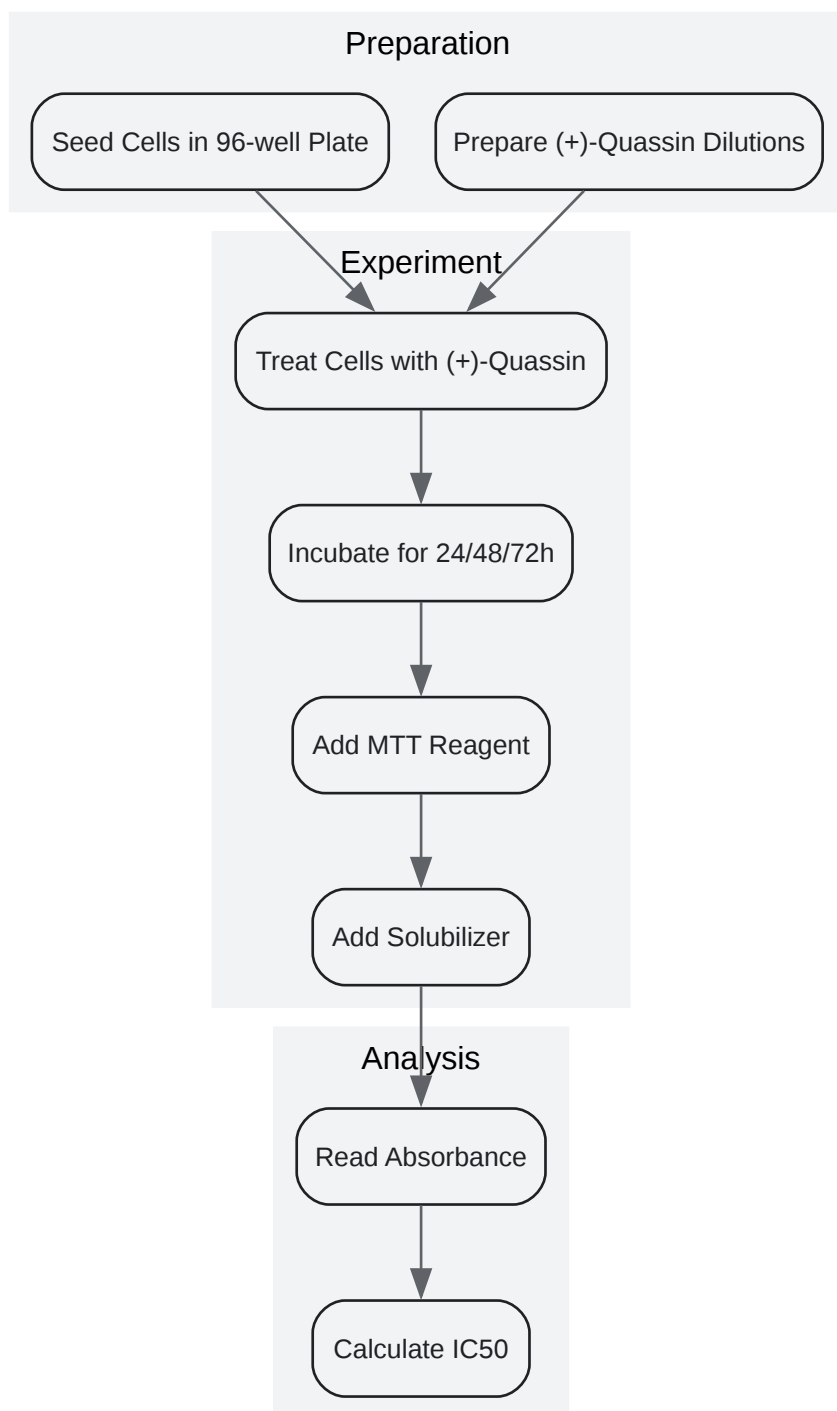 Preparation
Seed Cells in 96-well Plate
Prepare (+)-Quassin Dilutions
Experiment
Treat Cells with (+)-Quassin
Incubate for 24/48/72h
Add MTT Reagent
Add Solubilizer
Analysis
Read Absorbance
Calculate IC50